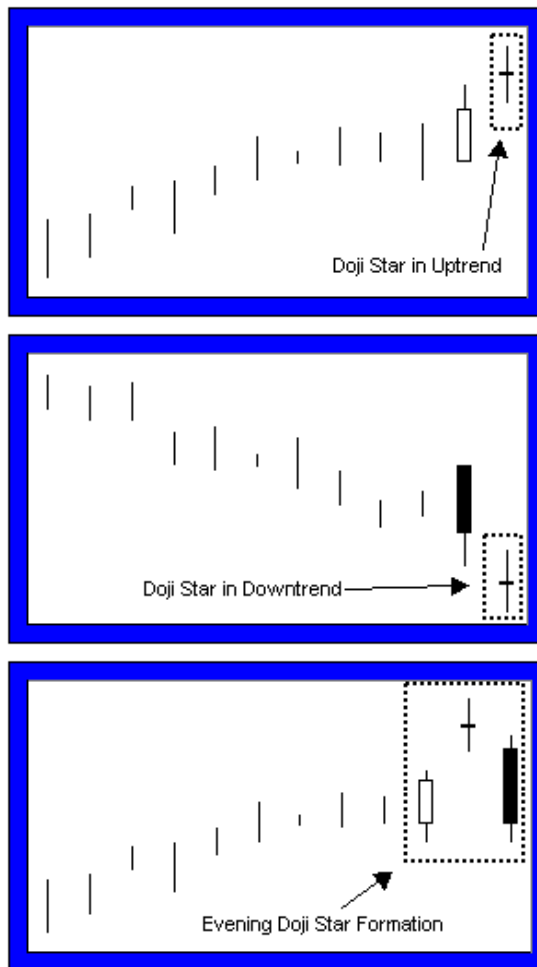 Doji Star in Uptrend
Doji Star in Downtrend
Evening Doji Star Formation